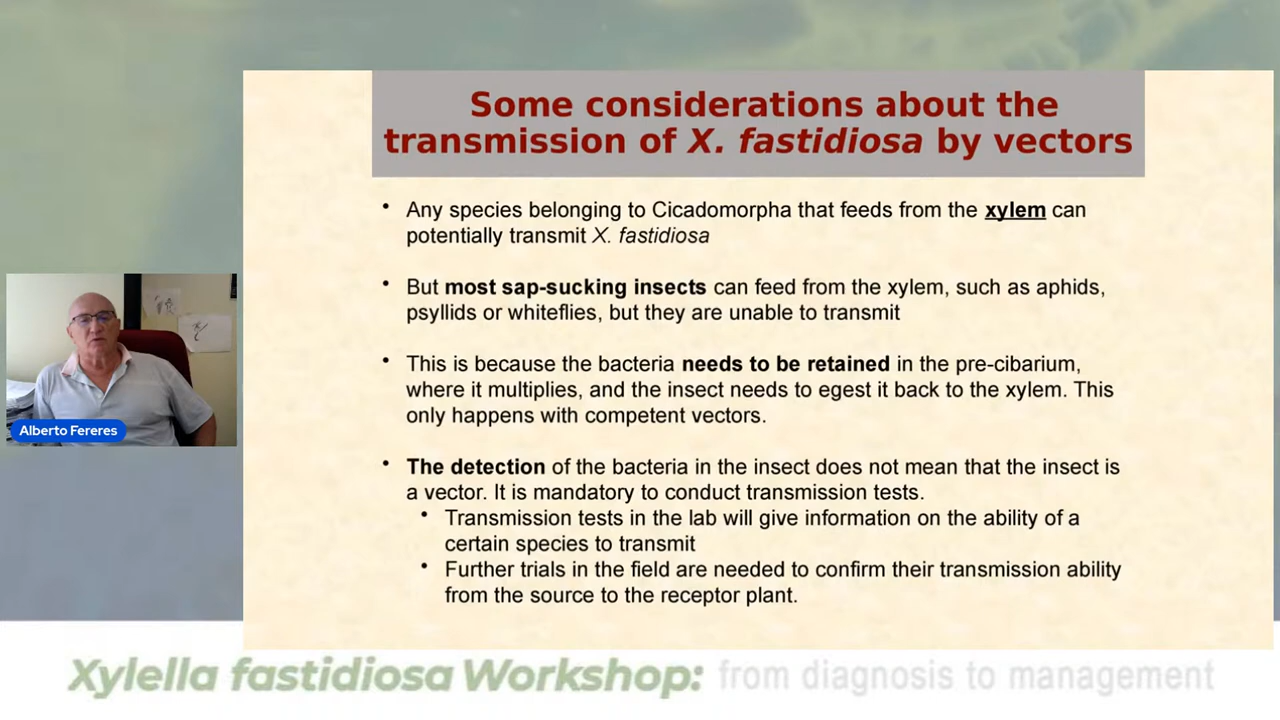 Some considerations about the
transmission of X. fastidiosa by vectors
• Any species belonging to Cicadomorpha that feeds from the xylem can
potentially transmit X. fastidiosa
• But most sap-sucking insects can feed from the xylem, such as aphids,
psyllids or whiteflies, but they are unable to transmit
• This is because the bacteria needs to be retained in the pre-cibarium,
where it multiplies, and the insect needs to egest it back to the xylem. This
only happens with competent vectors.
• The detection of the bacteria in the insect does not mean that the insect is
a vector. It is mandatory to conduct transmission tests.
• Transmission tests in the lab will give information on the ability of a
certain species to transmit
• Further trials in the field are needed to confirm their transmission ability
from the source to the receptor plant.
Alberto Fereres
Xylella fastidiosa Workshop: from diagnosis to management